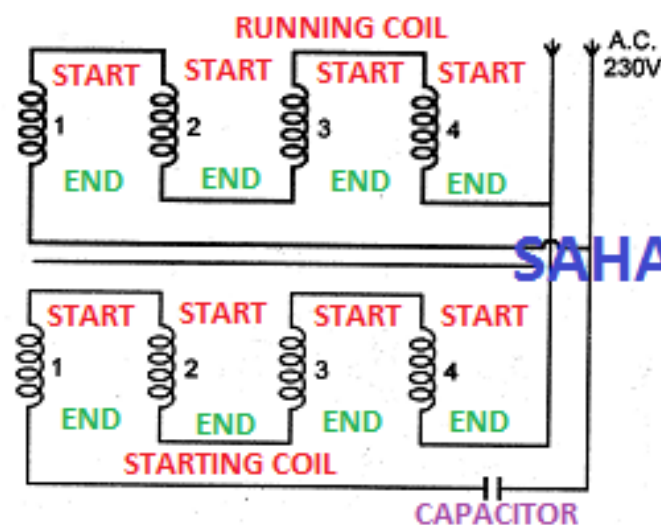 RUNNING COIL
A.C.
230V
START START START START
1 2 3 4
END END END END
SAHA
START START START START
1 2 3 4
END END END END
STARTING COIL
CAPACITOR